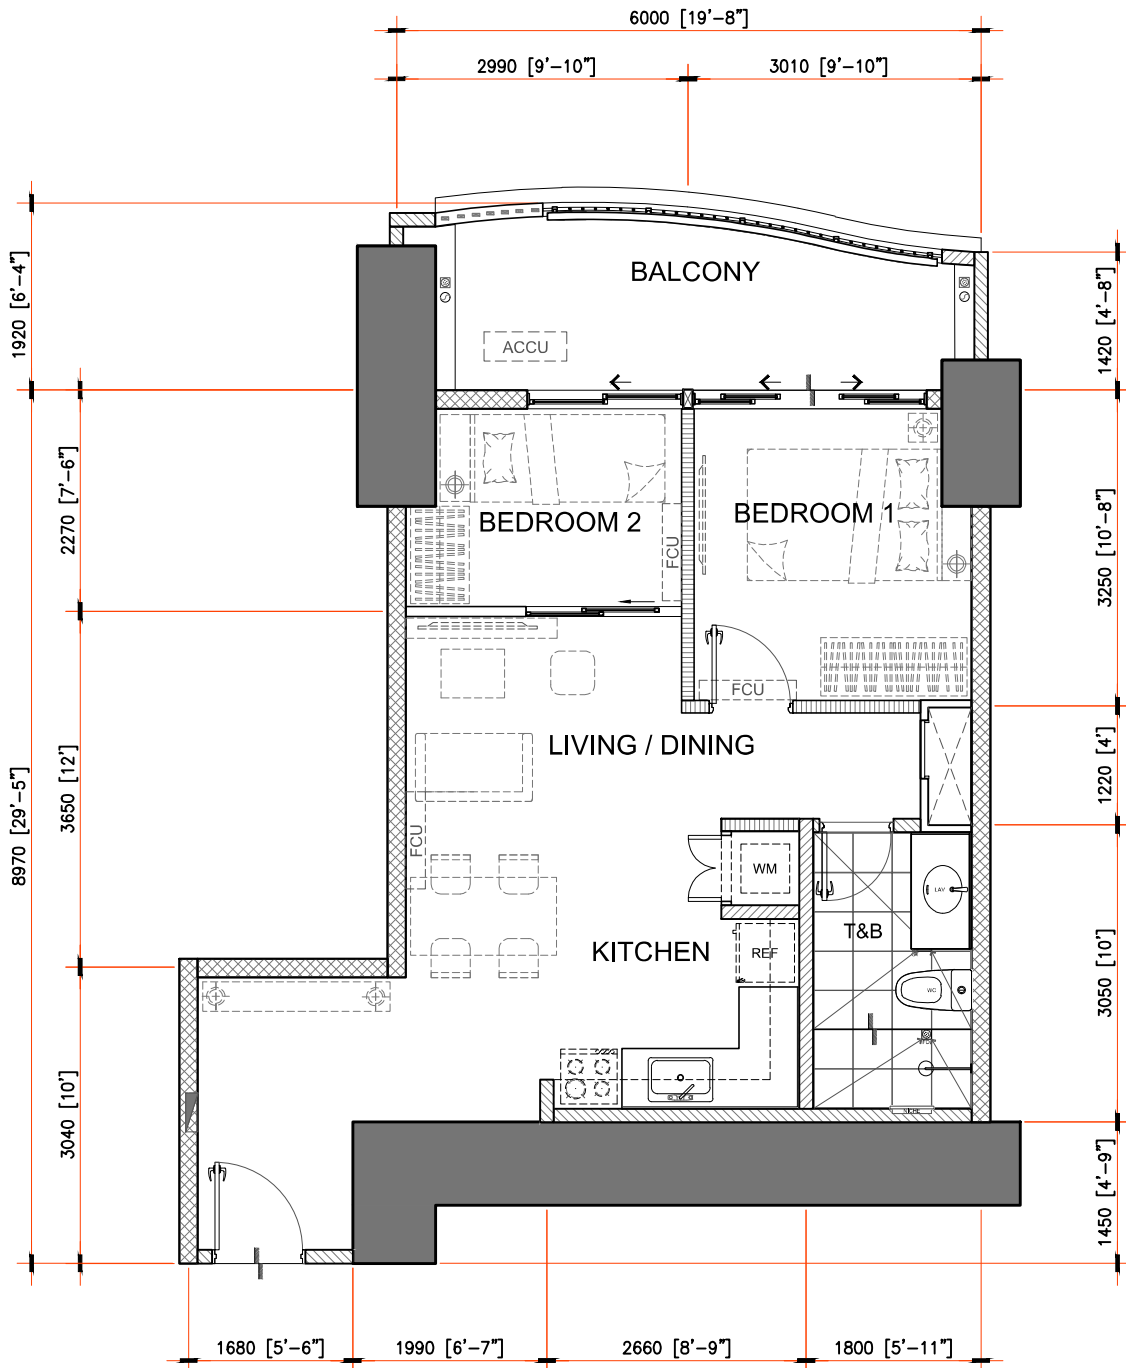 6000 [19'-8"]
2990 [9'-10"]
3010 [9'-10"]
1920 [6'-4"]
1420 [4'-8"]
BALCONY
ACCU
2270 [7'-6"]
BEDROOM 2
BEDROOM 1
FCU
3250 [10'-8"]
FCU
LIVING / DINING
1220 [4']
3650 [12']
8970 [29'-5"]
FCU
WM
LAV
T&B
KITCHEN
REF
WC
3050 [10']
3040 [10']
NICHE
1450 [4'-9"]
1680 [5'-6"]
1990 [6'-7"]
2660 [8'-9"]
1800 [5'-11"]